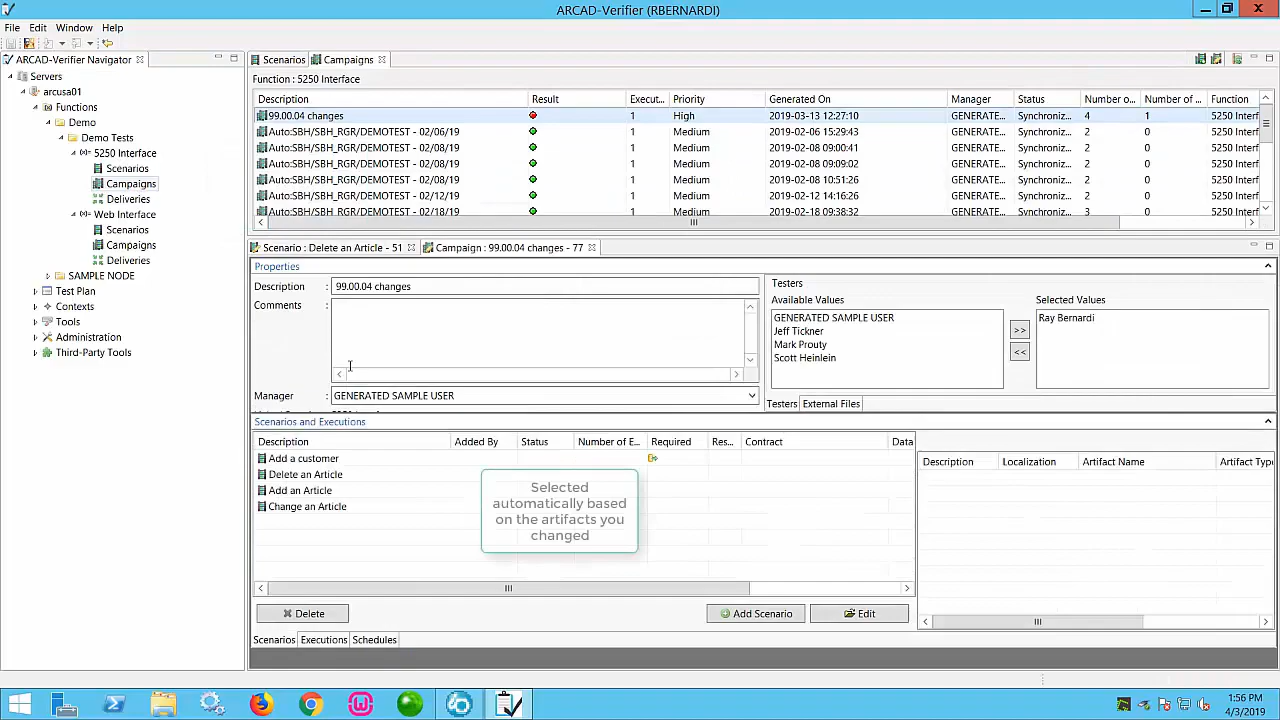 ARCAD-Verifier (RBERNARDI)
File Edit Window Help
ARCAD-Verifier Navigator
Servers
arcusa01
Functions
Demo
Demo Tests
5250 Interface
Scenarios
Campaigns
Deliveries
Web Interface
Scenarios
Campaigns
Deliveries
SAMPLE NODE
Test Plan
Contexts
Tools
Administration
Third-Party Tools
Scenarios Campaigns
Function : 5250 Interface
Description Result Execut... Priority Generated On Manager Status Number o... Number of ... Function
99.00.04 changes 1 High 2019-03-13 12:27:10 GENERATE... Synchroniz... 4 1 5250 Interf
Auto:SBH/SBH_RGR/DEMOTEST - 02/06/19 1 Medium 2019-02-06 15:29:43 GENERATE... Synchroniz... 2 0 5250 Interf
Auto:SBH/SBH_RGR/DEMOTEST - 02/08/19 1 Medium 2019-02-08 09:00:41 GENERATE... Synchroniz... 2 0 5250 Interf
Auto:SBH/SBH_RGR/DEMOTEST - 02/08/19 1 Medium 2019-02-08 09:09:02 GENERATE... Synchroniz... 2 0 5250 Interf
Auto:SBH/SBH_RGR/DEMOTEST - 02/08/19 1 Medium 2019-02-08 10:51:26 GENERATE... Synchroniz... 2 0 5250 Interf
Auto:SBH/SBH_RGR/DEMOTEST - 02/12/19 1 Medium 2019-02-12 14:16:26 GENERATE... Synchroniz... 2 0 5250 Interf
Auto:SBH/SBH_RGR/DEMOTEST - 02/18/19 1 Medium 2019-02-18 09:38:32 GENERATE... Synchroniz... 3 0 5250 Interf
Scenario : Delete an Article - 51 Campaign : 99.00.04 changes - 77
Properties
Description : 99.00.04 changes
Comments :
Manager : GENERATED SAMPLE USER
Testers
Available Values Selected Values
GENERATED SAMPLE USER
Jeff Tickner
Mark Prouty
Scott Heinlein
>>
<<
Ray Bernardi
Testers External Files
Scenarios and Executions
Description Added By Status Number of E... Required Res... Contract Data
Add a customer
Delete an Article
Add an Article
Change an Article
Selected
automatically based
on the artifacts you
changed
Description Localization Artifact Name Artifact Type
Delete Add Scenario Edit
Scenarios Executions Schedules
1:56 PM
4/3/2019